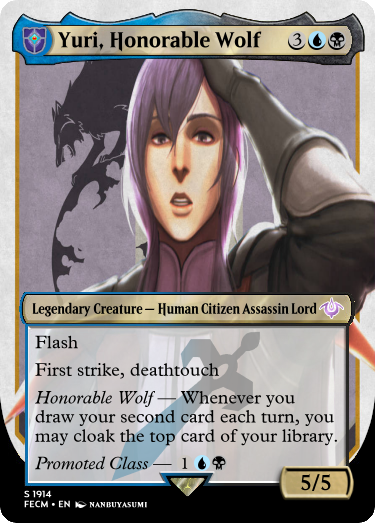 Yuri, Honorable Wolf 3
Legendary Creature — Human Citizen Assassin Lord
Flash
First strike, deathtouch
Honorable Wolf — Whenever you
draw your second card each turn, you
may cloak the top card of your library.
Promoted Class — 1
5/5
S 1914
FECM • EN NANBUYASUMI